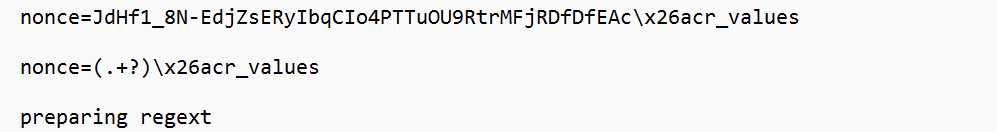 nonce=JdHf1_8N-EdjZsERyIbqCIo4PTTuOU9RtrMFjRDfDfEAc\x26acr_values
nonce=(.+?)\x26acr_values
preparing regext